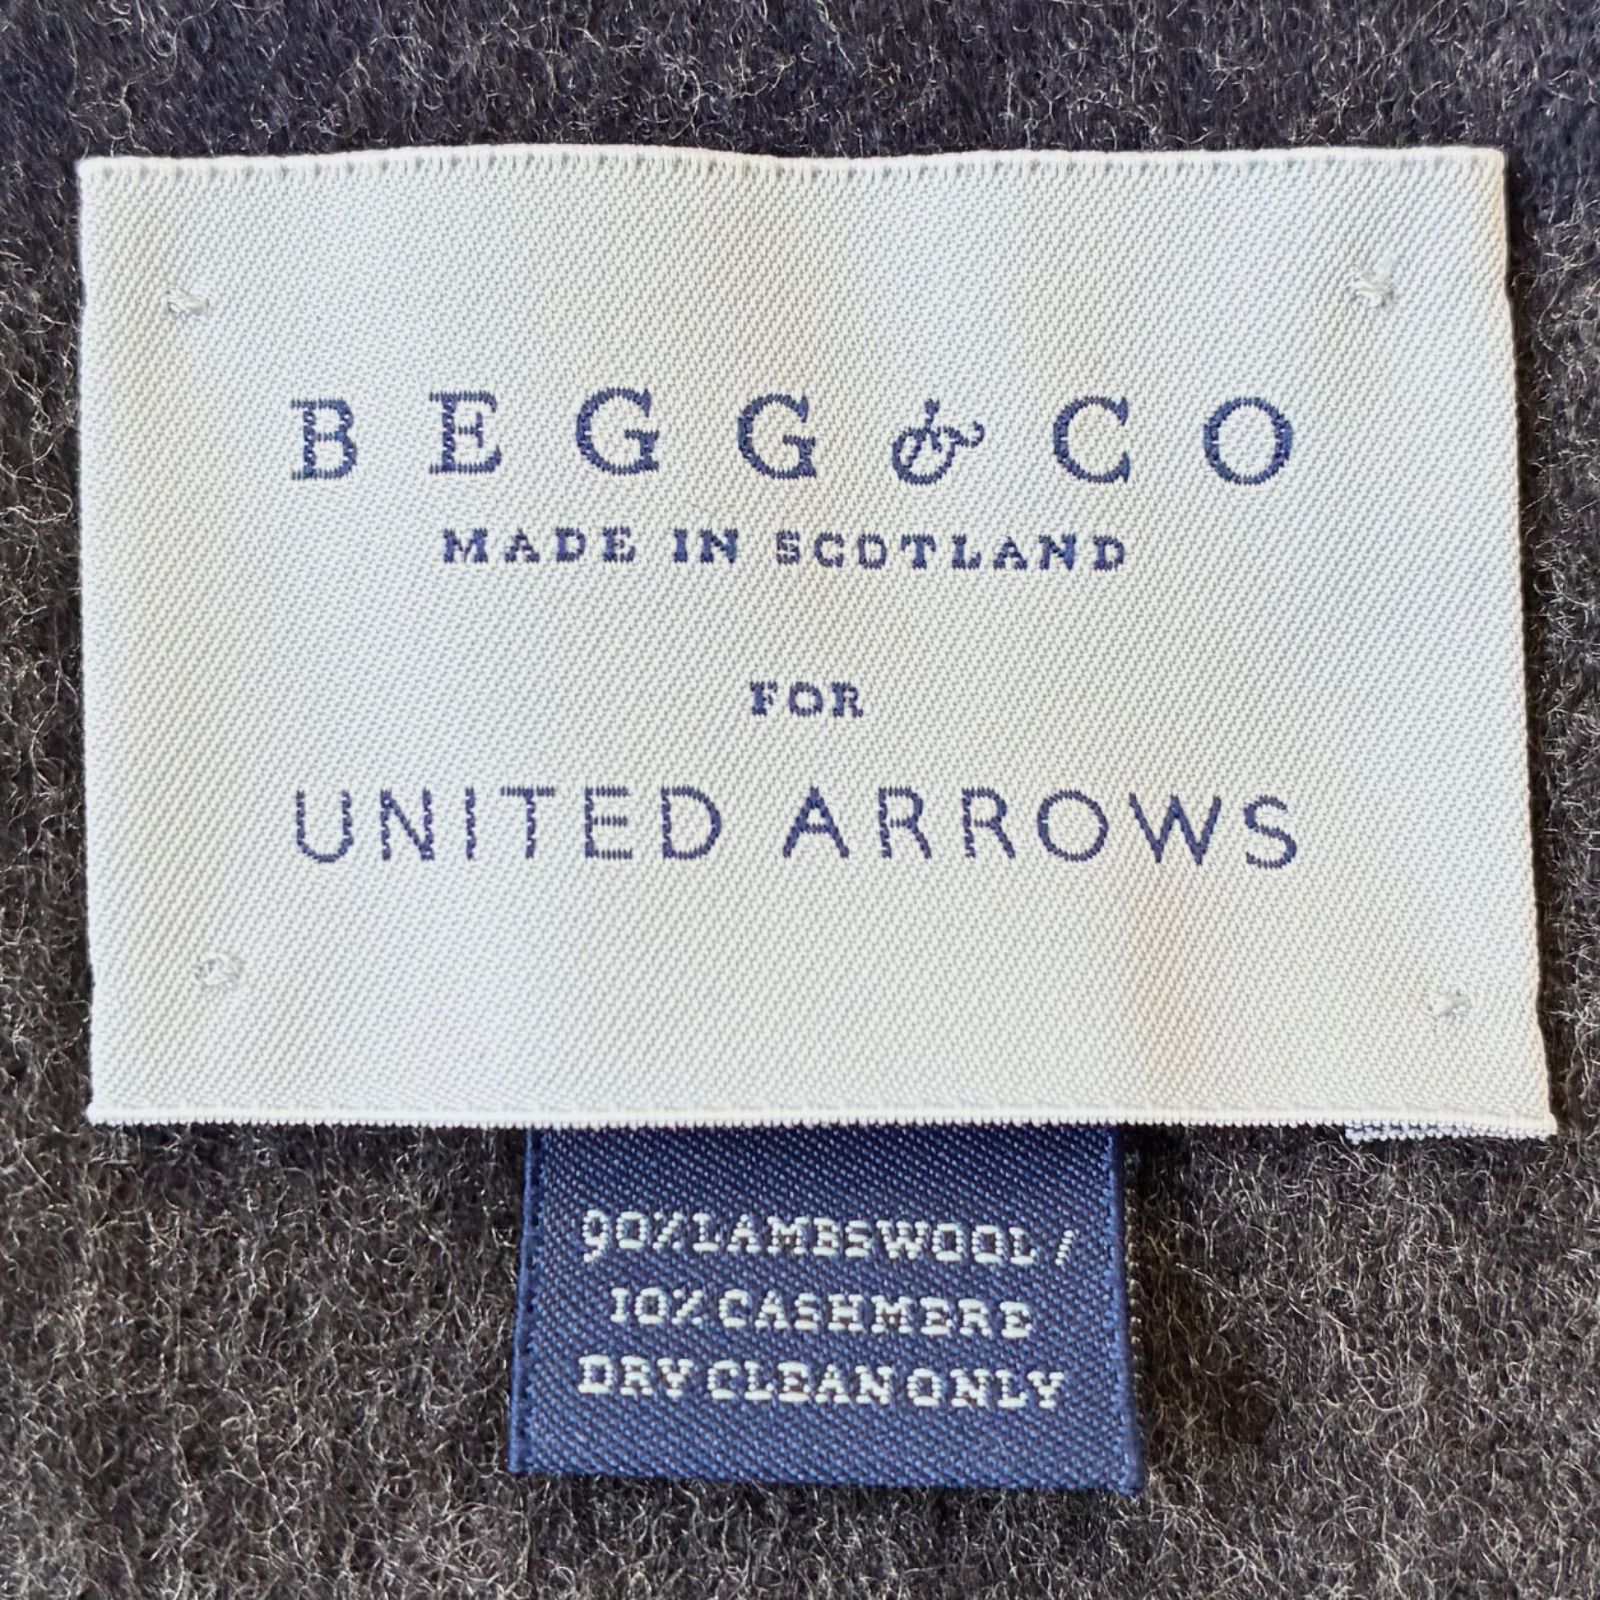 BEGG & CO
MADE IN SCOTLAND
FOR
UNITED ARROWS
90%LAMBSWOOL/
10%CASHMERE
DRY CLEAN ONLY